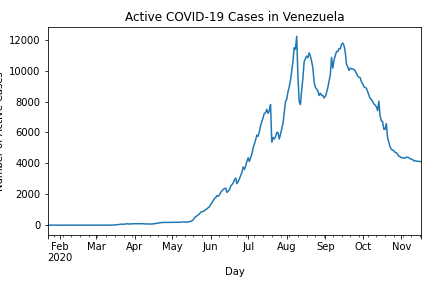 Active COVID-19 Cases in Venezuela
Number of Active Cases
12000
10000
8000
6000
4000
2000
0
Feb Mar Apr May Jun Jul Aug Sep Oct Nov
2020
Day